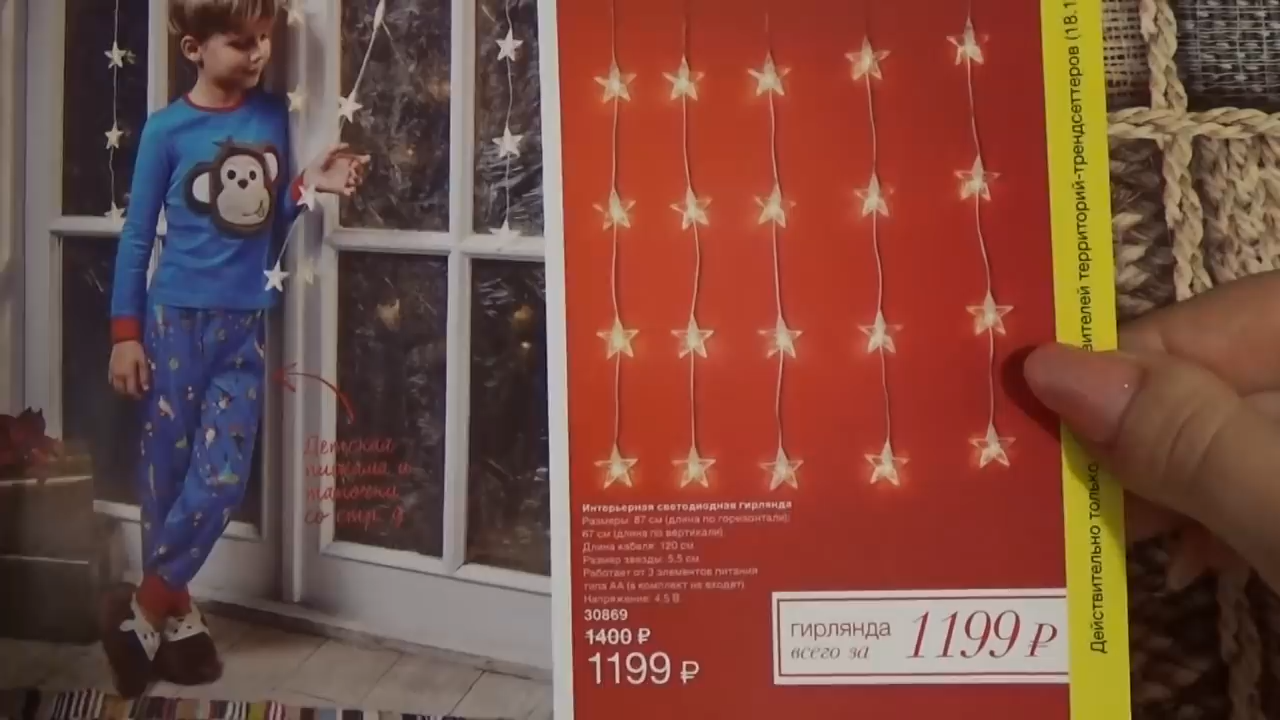 Детская
пижама и
тапочки
со стр. 9
Интерьерная светодиодная гирлянда
Размеры: 87 см (длина по горизонтали);
67 см (длина по вертикали)
Длина кабеля: 120 см
Размер звезды: 5,5 см
Работает от 3 элементов питания
типа АА (в комплект не входят)
Напряжение: 4,5 В
30869
1400 ₽
1199 ₽
гирлянда
всего за
1199 ₽
Действительно только
вителей территорий-трендсеттеров (18.1